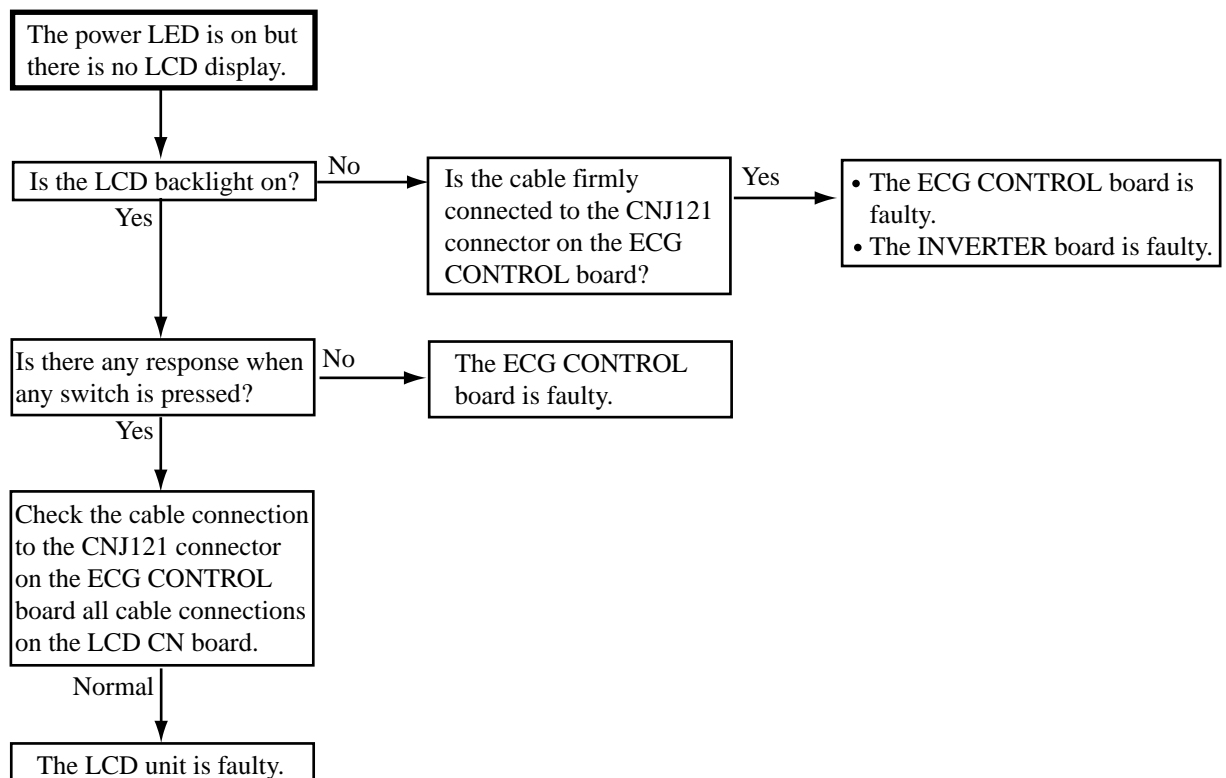 The power LED is on but
there is no LCD display.
Is the LCD backlight on?
No
Is the cable firmly
connected to the CNJ121
connector on the ECG
CONTROL board?
Yes
• The ECG CONTROL board is
faulty.
• The INVERTER board is faulty.
Yes
Is there any response when
any switch is pressed?
No
The ECG CONTROL
board is faulty.
Yes
Check the cable connection
to the CNJ121 connector
on the ECG CONTROL
board all cable connections
on the LCD CN board.
Normal
The LCD unit is faulty.